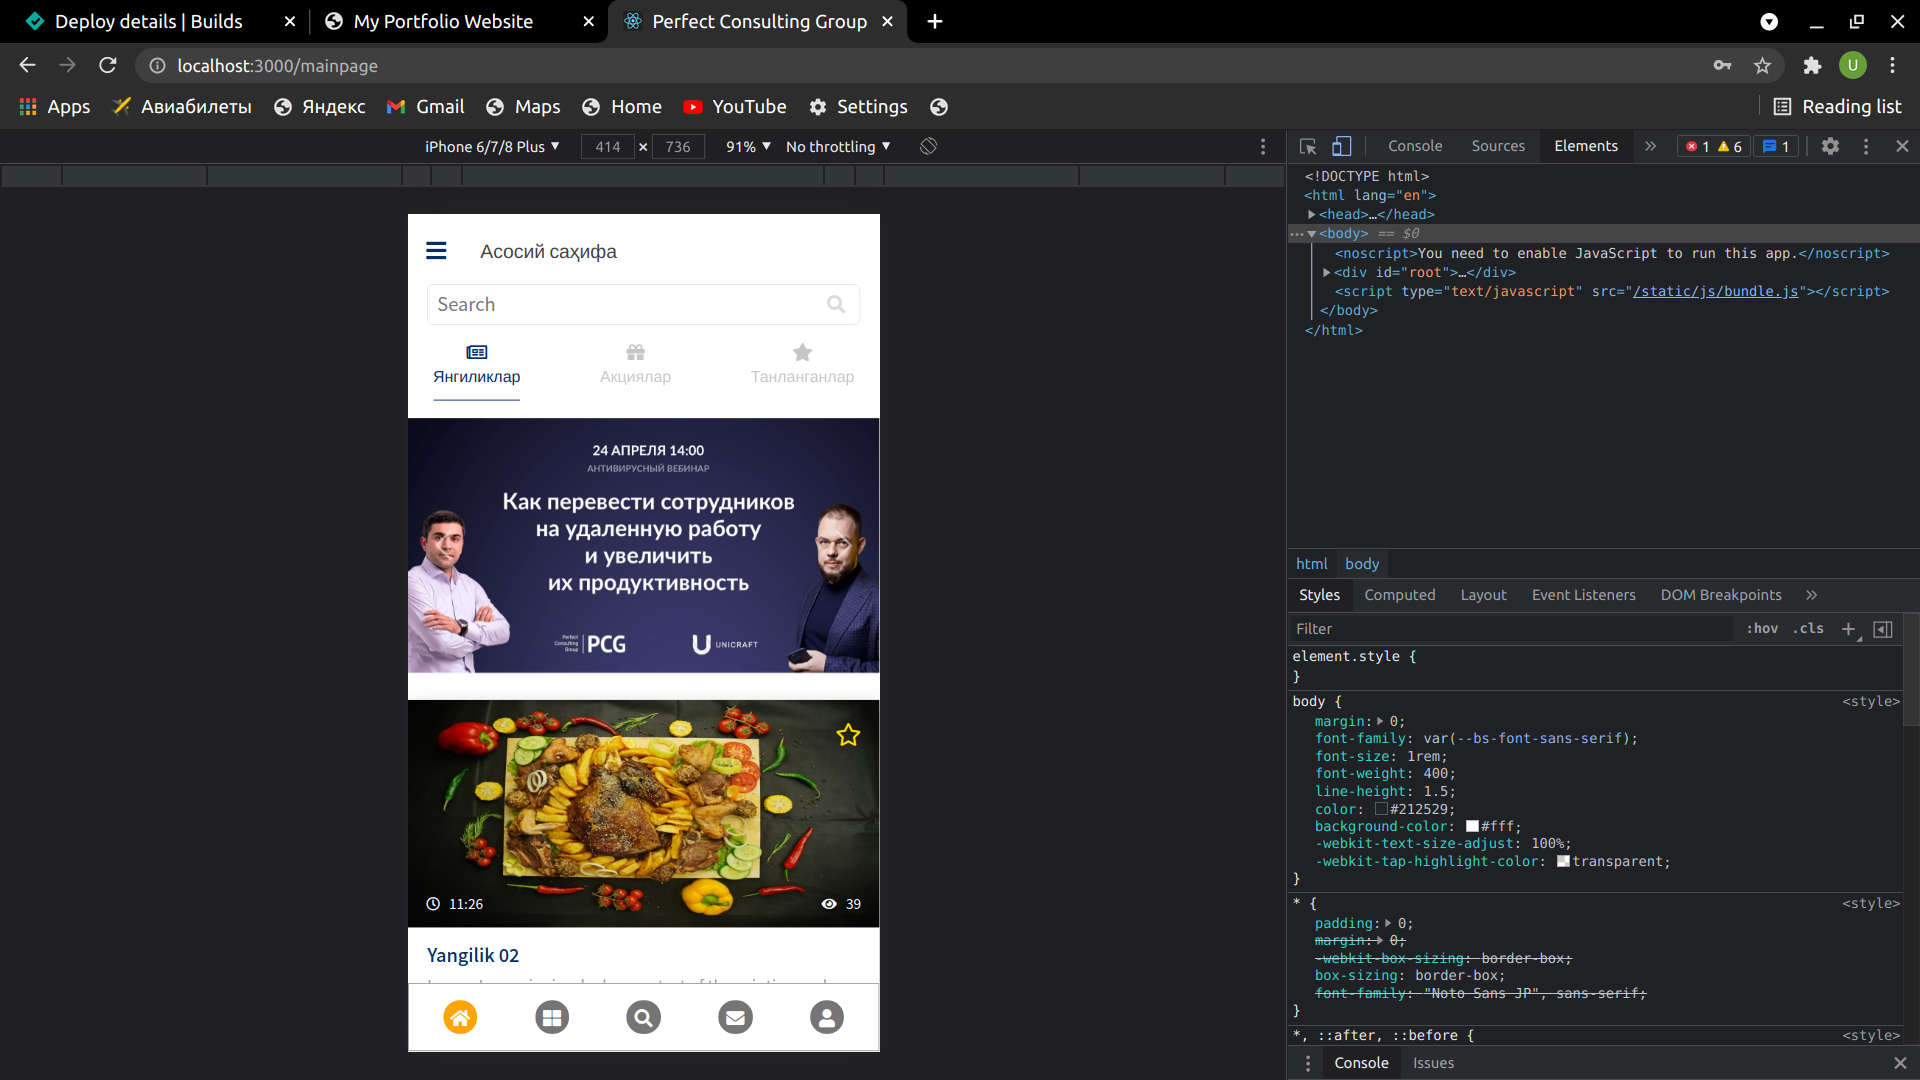 Deploy details | Builds
My Portfolio Website
Perfect Consulting Group
localhost:3000/mainpage
U
Apps
Авиабилеты
Яндекс
Gmail
Maps
Home
YouTube
Settings
Reading list
iPhone 6/7/8 Plus
414 × 736
91%
No throttling
Console
Sources
Elements
1
6
1
<!DOCTYPE html>
<html lang="en">
<head>…</head>
<body> == $0
<noscript>You need to enable JavaScript to run this app.</noscript>
<div id="root">…</div>
<script type="text/javascript" src="/static/js/bundle.js"></script>
</body>
</html>
Асосий саҳифа
Search
Янгиликлар
Акциялар
Танланганлар
24 АПРЕЛЯ 14:00
АНТИВИРУСНЫЙ ВЕБИНАР
Как перевести сотрудников
на удаленную работу
и увеличить
их продуктивность
Perfect
Consulting
Group
PCG
UNICRAFT
11:26
39
Yangilik 02
html
body
Styles
Computed
Layout
Event Listeners
DOM Breakpoints
Filter
:hov
.cls
element.style {
}
body {
<style>
margin: 0;
font-family: var(--bs-font-sans-serif);
font-size: 1rem;
font-weight: 400;
line-height: 1.5;
color: #212529;
background-color: #fff;
-webkit-text-size-adjust: 100%;
-webkit-tap-highlight-color: transparent;
}
* {
<style>
padding: 0;
margin: 0;
-webkit-box-sizing: border-box;
box-sizing: border-box;
font-family: "Noto Sans JP", sans-serif;
}
*, ::after, ::before {
<style>
Console
Issues